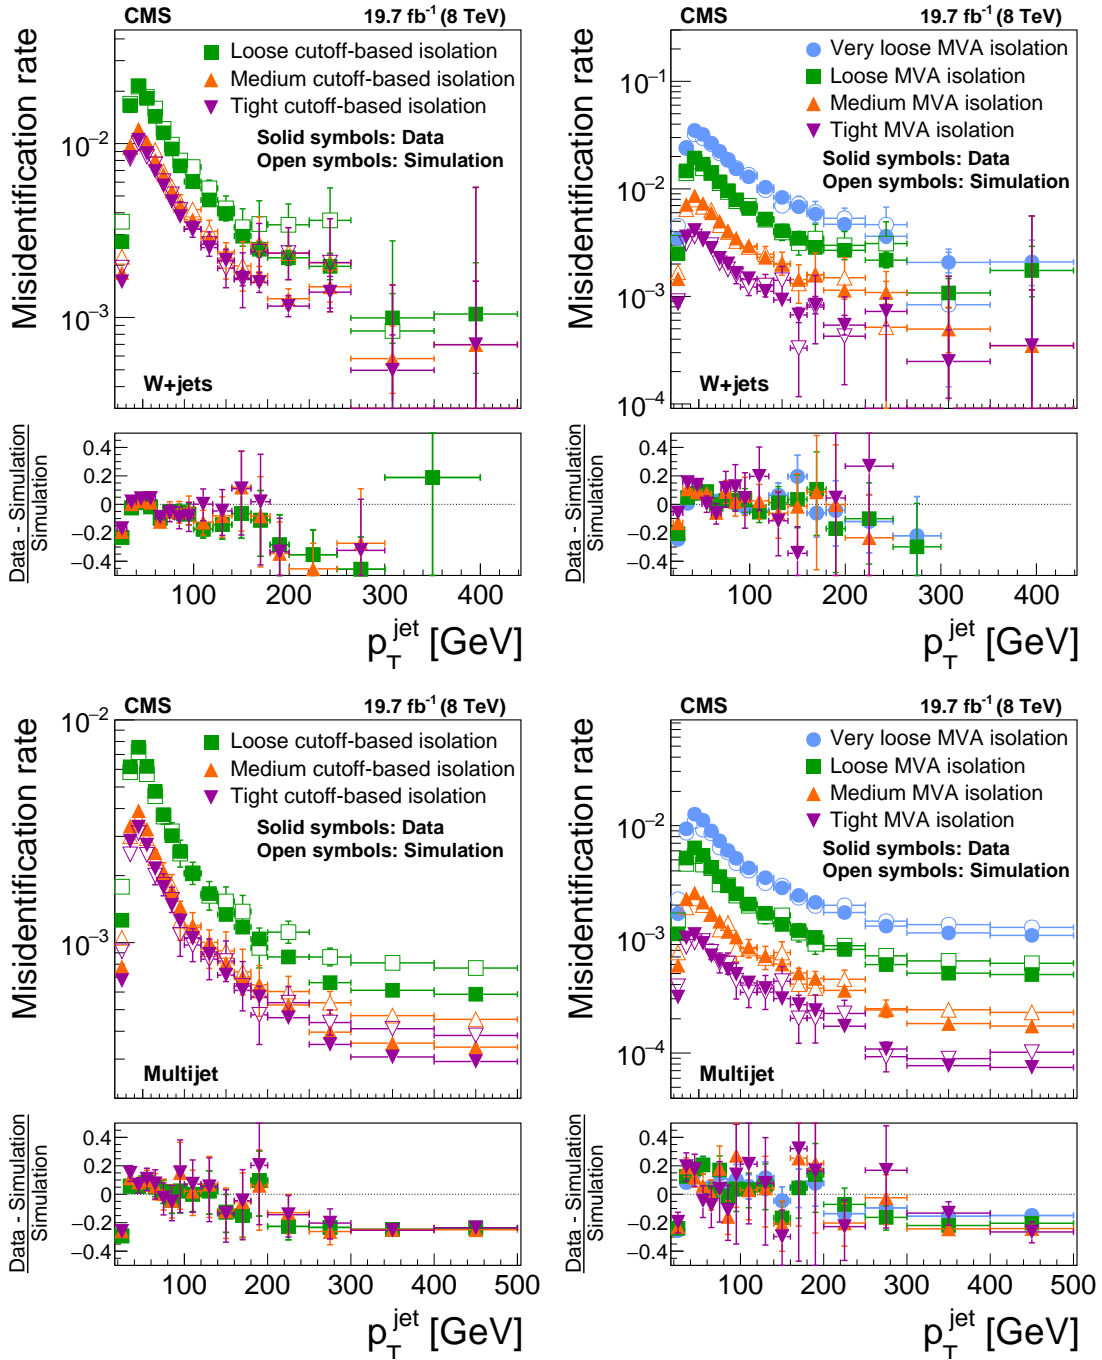 CMS 19.7 fb⁻¹ (8 TeV)
Misidentification rate
Loose cutoff-based isolation
Medium cutoff-based isolation
Tight cutoff-based isolation
Solid symbols: Data
Open symbols: Simulation
10⁻²
10⁻³
W+jets
Data - Simulation
Simulation
0.4
0.2
0
−0.2
−0.4
100 200 300 400
p_T^jet [GeV]
CMS 19.7 fb⁻¹ (8 TeV)
Misidentification rate
Very loose MVA isolation
Loose MVA isolation
Medium MVA isolation
Tight MVA isolation
Solid symbols: Data
Open symbols: Simulation
10⁻¹
10⁻²
10⁻³
10⁻⁴
W+jets
Data - Simulation
Simulation
0.4
0.2
0
−0.2
−0.4
100 200 300 400
p_T^jet [GeV]
CMS 19.7 fb⁻¹ (8 TeV)
Misidentification rate
10⁻²
Loose cutoff-based isolation
Medium cutoff-based isolation
Tight cutoff-based isolation
Solid symbols: Data
Open symbols: Simulation
10⁻³
Multijet
Data - Simulation
Simulation
0.4
0.2
0
−0.2
−0.4
100 200 300 400 500
p_T^jet [GeV]
CMS 19.7 fb⁻¹ (8 TeV)
Misidentification rate
Very loose MVA isolation
Loose MVA isolation
Medium MVA isolation
Tight MVA isolation
Solid symbols: Data
Open symbols: Simulation
10⁻²
10⁻³
10⁻⁴
Multijet
Data - Simulation
Simulation
0.4
0.2
0
−0.2
−0.4
100 200 300 400 500
p_T^jet [GeV]